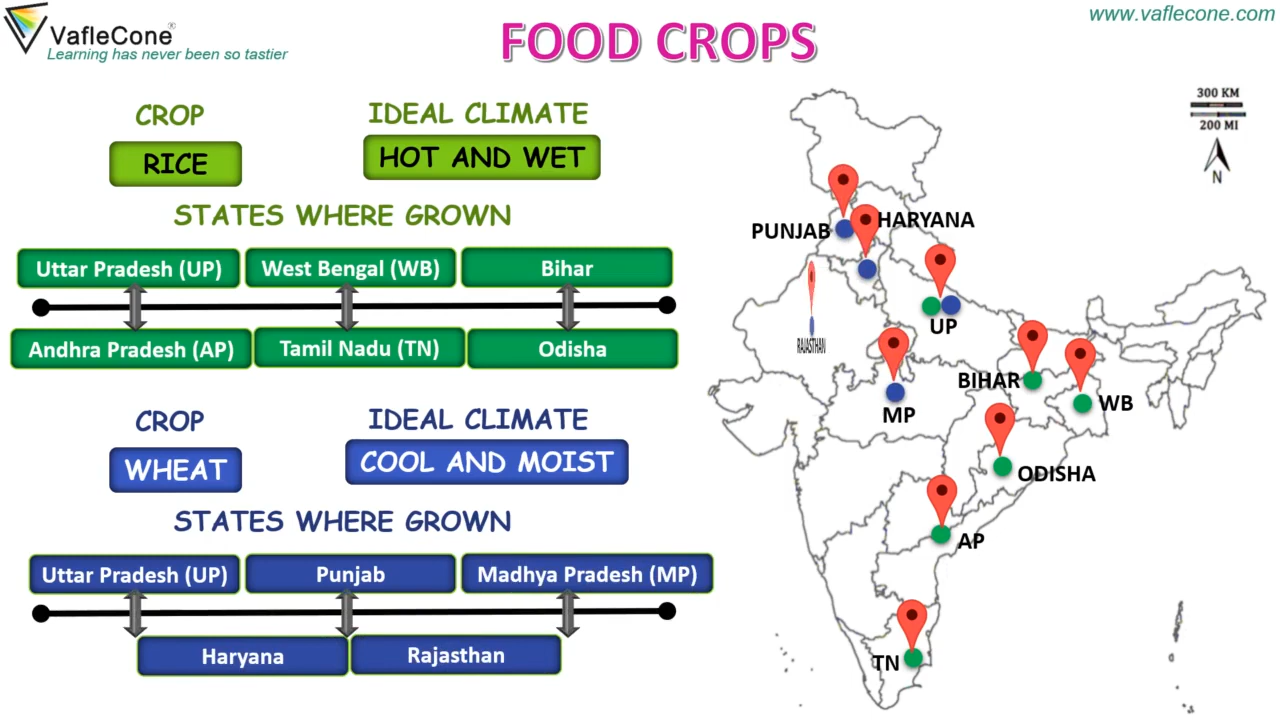 VafleCone®
Learning has never been so tastier
FOOD CROPS
www.vaflecone.com
CROP
IDEAL CLIMATE
RICE
HOT AND WET
STATES WHERE GROWN
Uttar Pradesh (UP)
West Bengal (WB)
Bihar
Andhra Pradesh (AP)
Tamil Nadu (TN)
Odisha
CROP
IDEAL CLIMATE
WHEAT
COOL AND MOIST
STATES WHERE GROWN
Uttar Pradesh (UP)
Punjab
Madhya Pradesh (MP)
Haryana
Rajasthan
300 KM
200 MI
N
PUNJAB
HARYANA
UP
RAJASTHAN
BIHAR
WB
MP
ODISHA
AP
TN